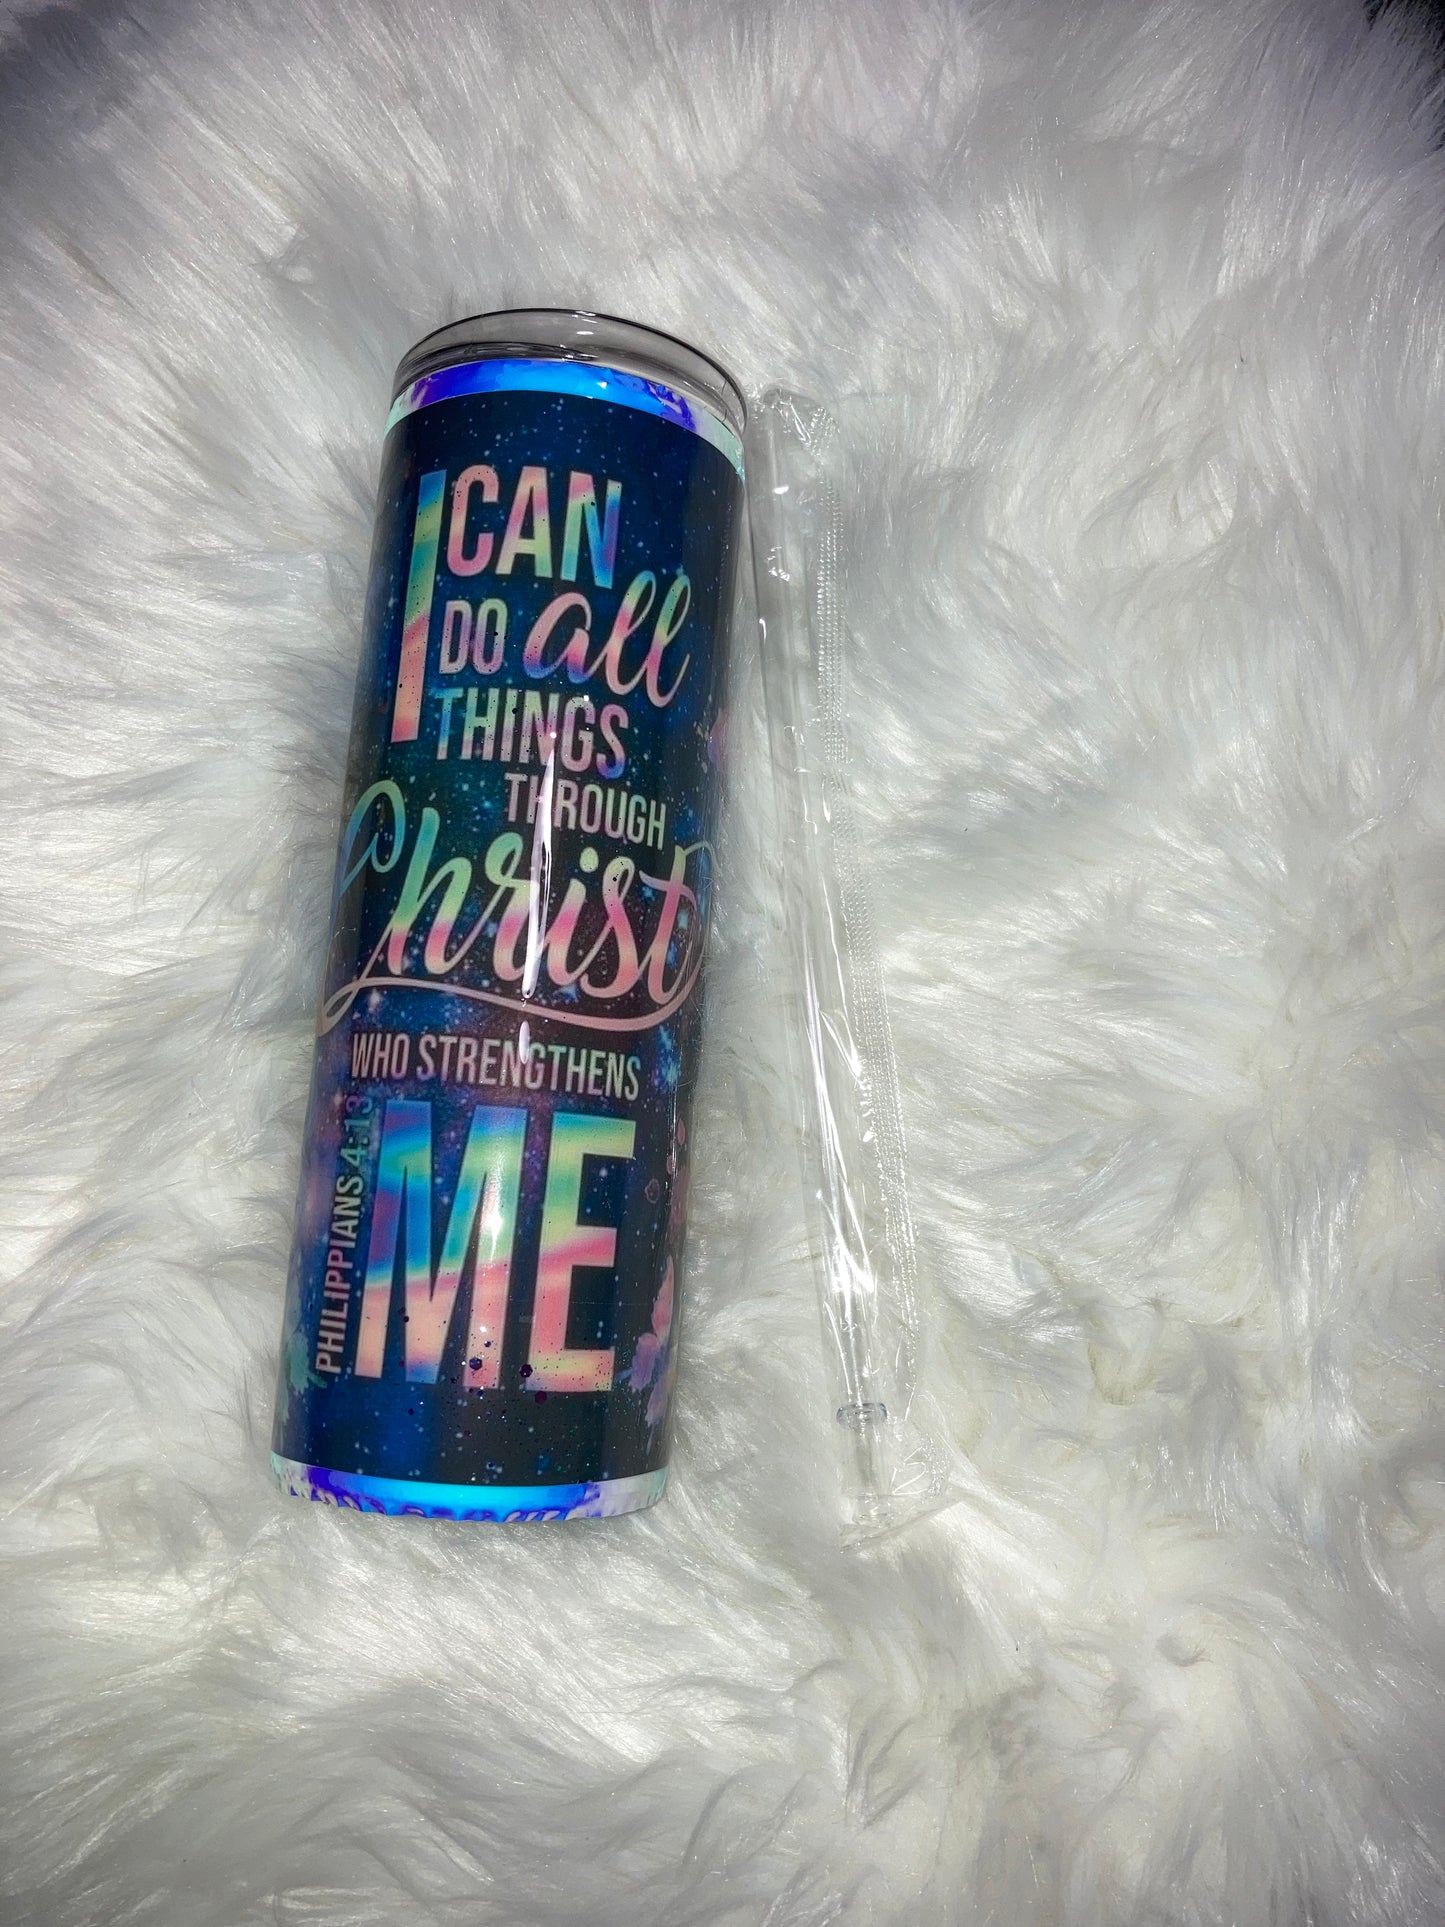 I CAN
DO all
THINGS
THROUGH
Christ
WHO STRENGTHENS
ME
PHILIPPIANS 4:13